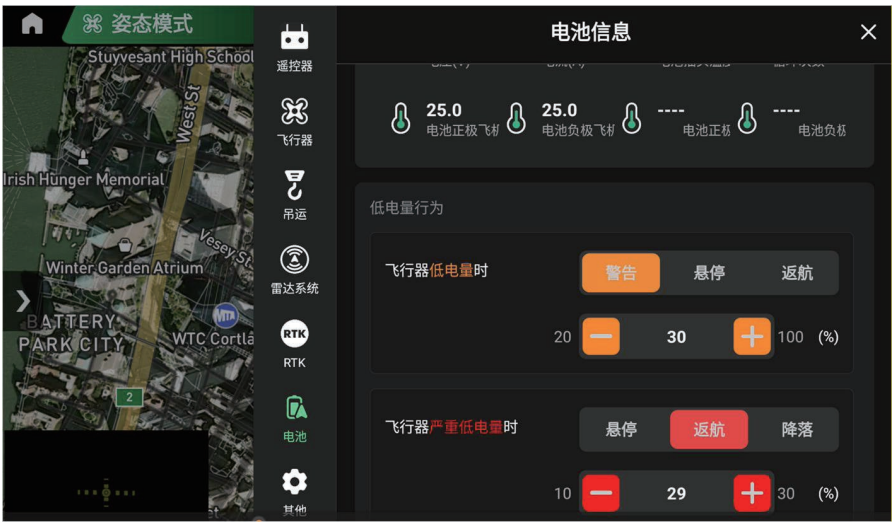 姿态模式
Stuyvesant High School
West St
Irish Hunger Memorial
Vesey St
Winter Garden Atrium
BATTERY
PARK CITY
WTC Cortla
2
遥控器
飞行器
吊运
雷达系统
RTK
RTK
电池
其他
电池信息
25.0
电池正极飞
25.0
电池负极飞
----
电池正极
----
电池负极
低电量行为
飞行器低电量时
警告 悬停 返航
20 − 30 + 100 (%)
飞行器严重低电量时
悬停 返航 降落
10 − 29 + 30 (%)